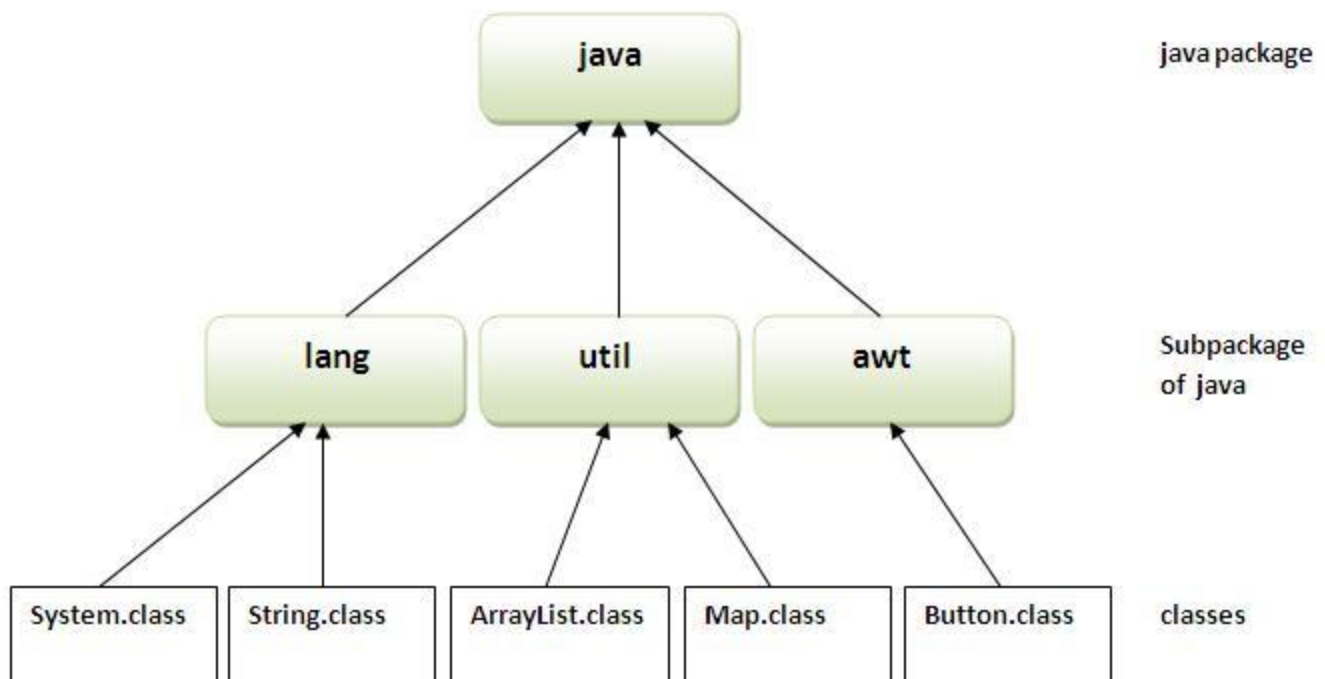 java
java package
lang
util
awt
Subpackage
of java
System.class
String.class
ArrayList.class
Map.class
Button.class
classes